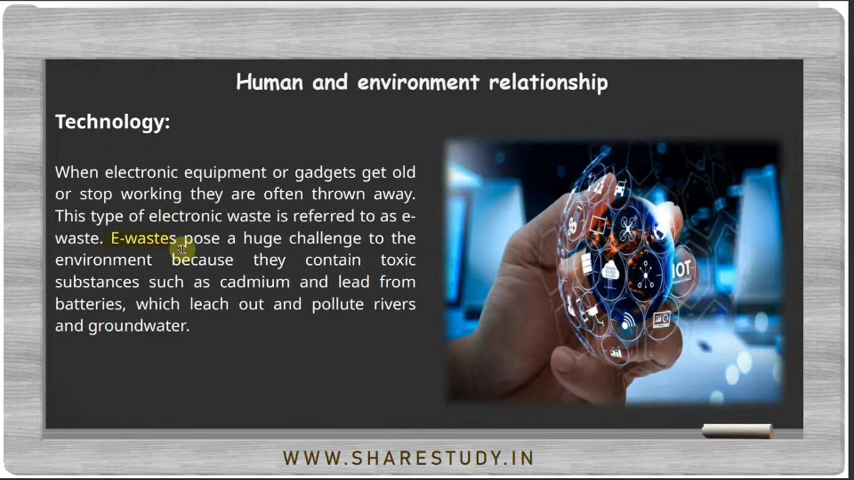 Human and environment relationship
Technology:
When electronic equipment or gadgets get old
or stop working they are often thrown away.
This type of electronic waste is referred to as e-
waste. E-wastes pose a huge challenge to the
environment because they contain toxic
substances such as cadmium and lead from
batteries, which leach out and pollute rivers
and groundwater.
IOT
WWW.SHARESTUDY.IN